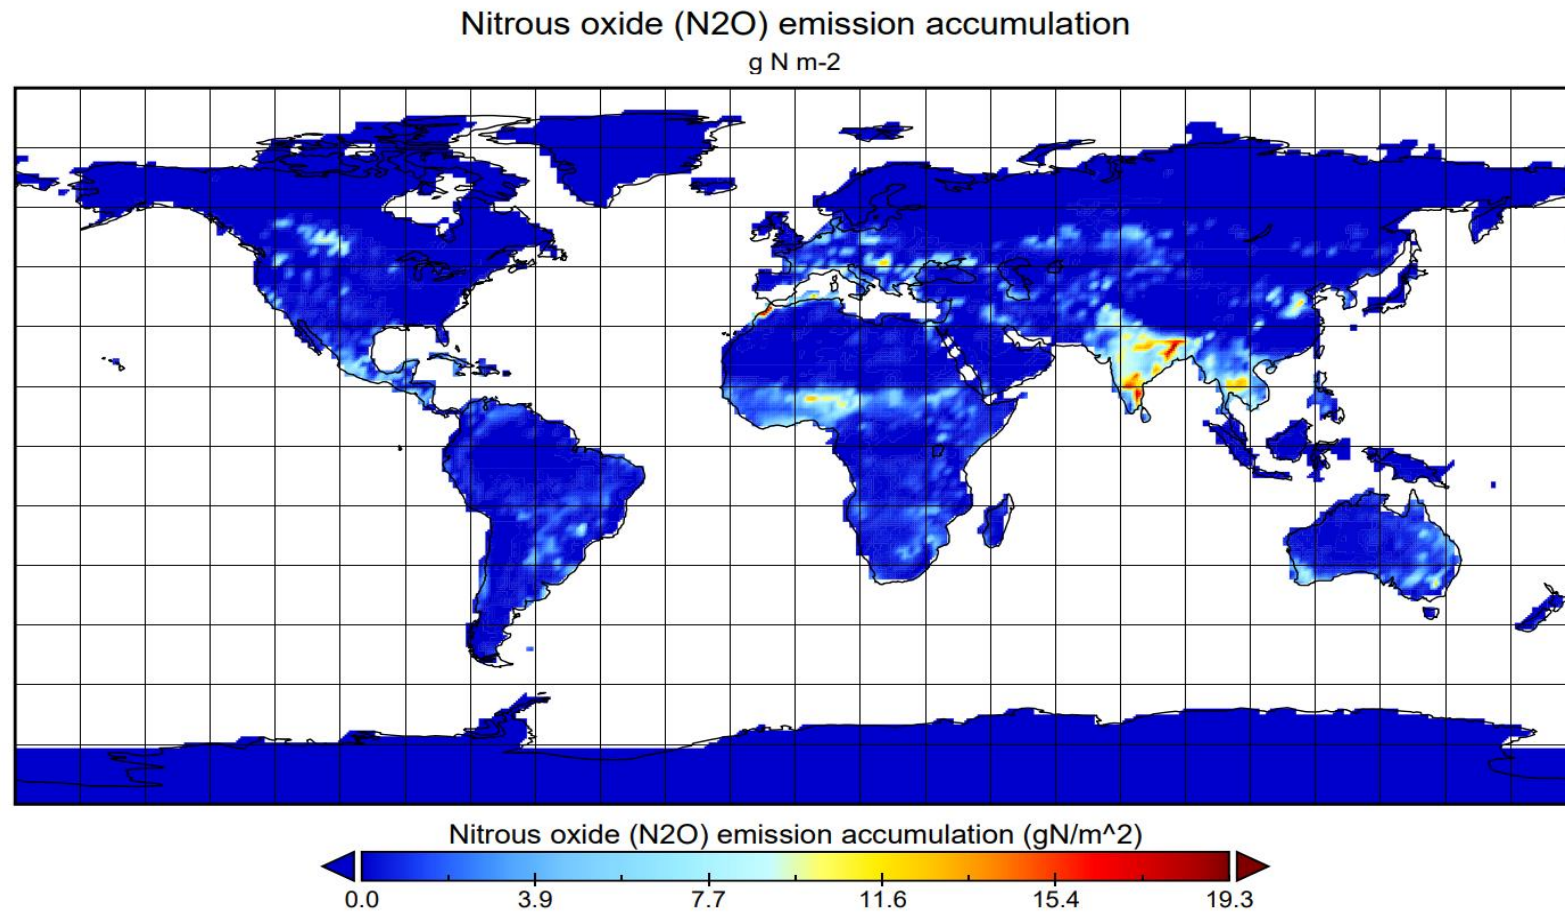 Nitrous oxide (N2O) emission accumulation
g N m-2
Nitrous oxide (N2O) emission accumulation (gN/m^2)
0.0 3.9 7.7 11.6 15.4 19.3